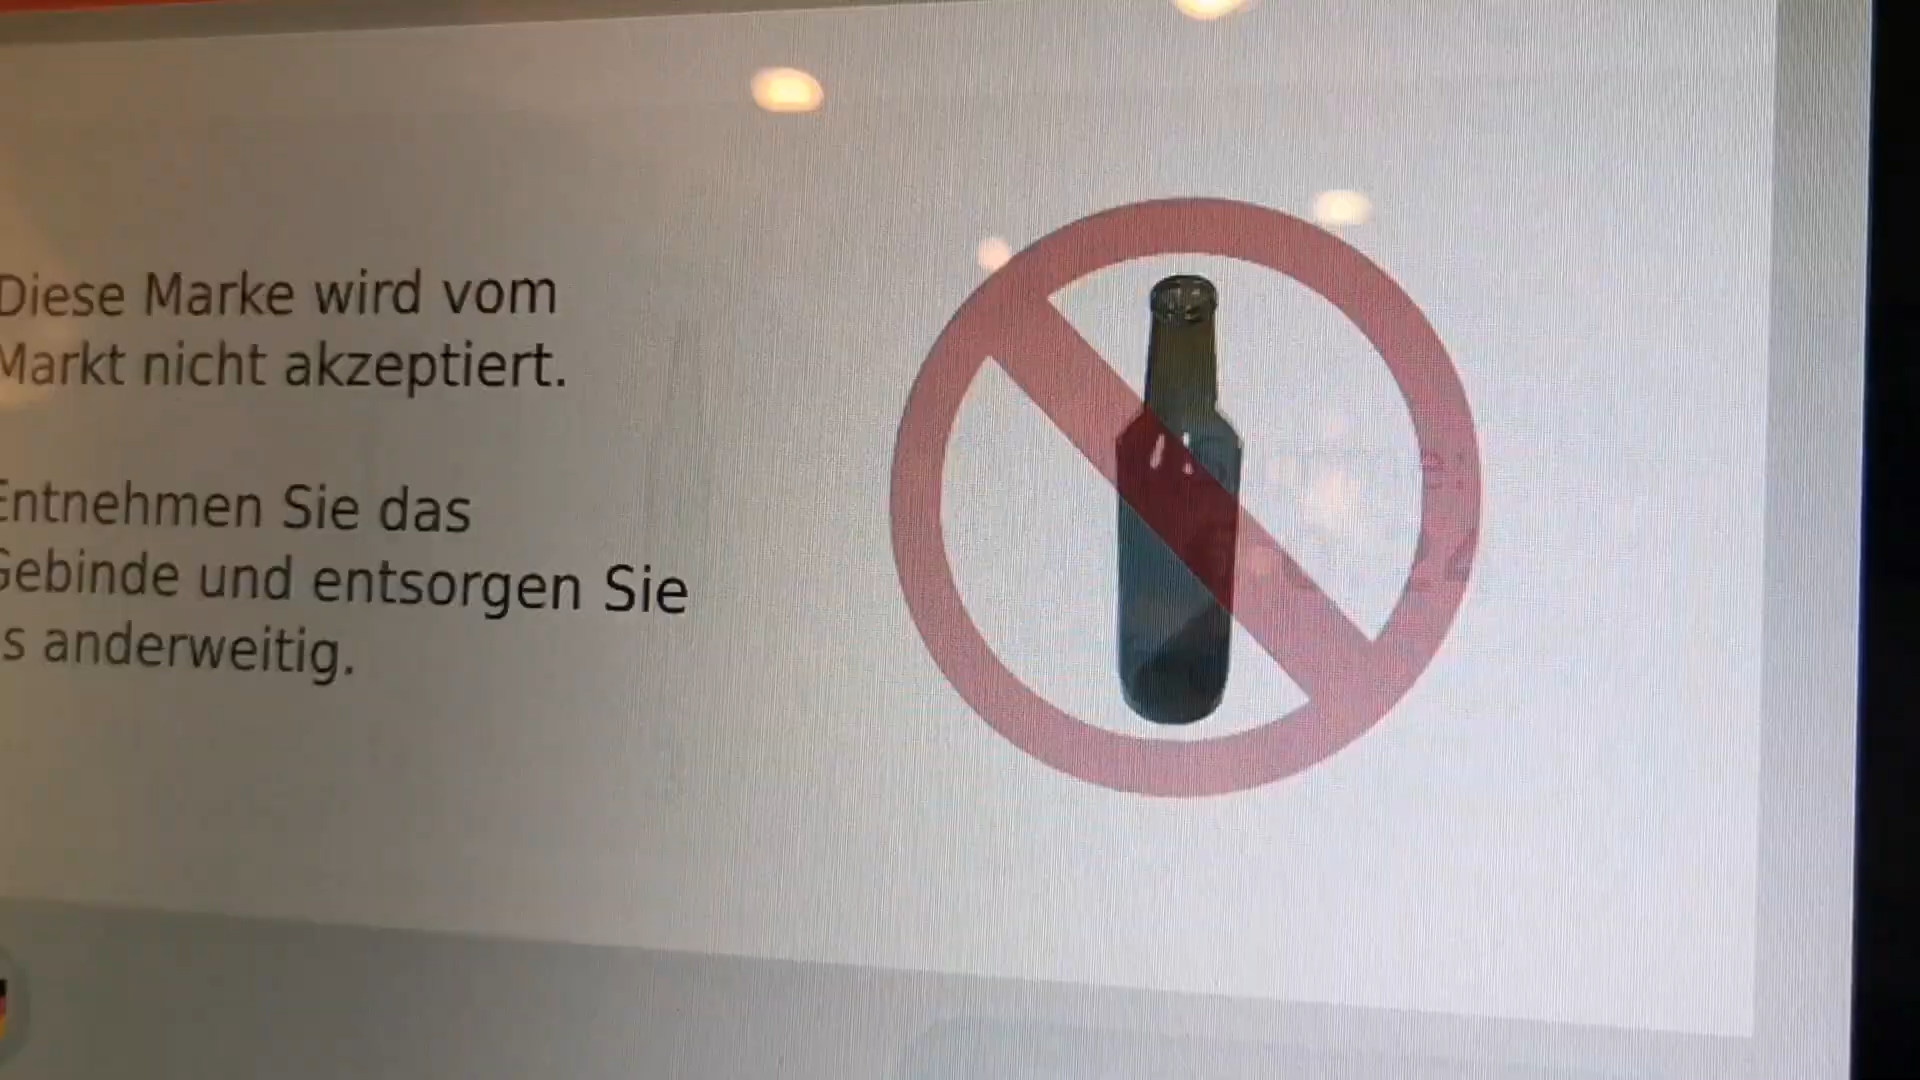 Diese Marke wird vom
Markt nicht akzeptiert.
Entnehmen Sie das
Gebinde und entsorgen Sie
s anderweitig.